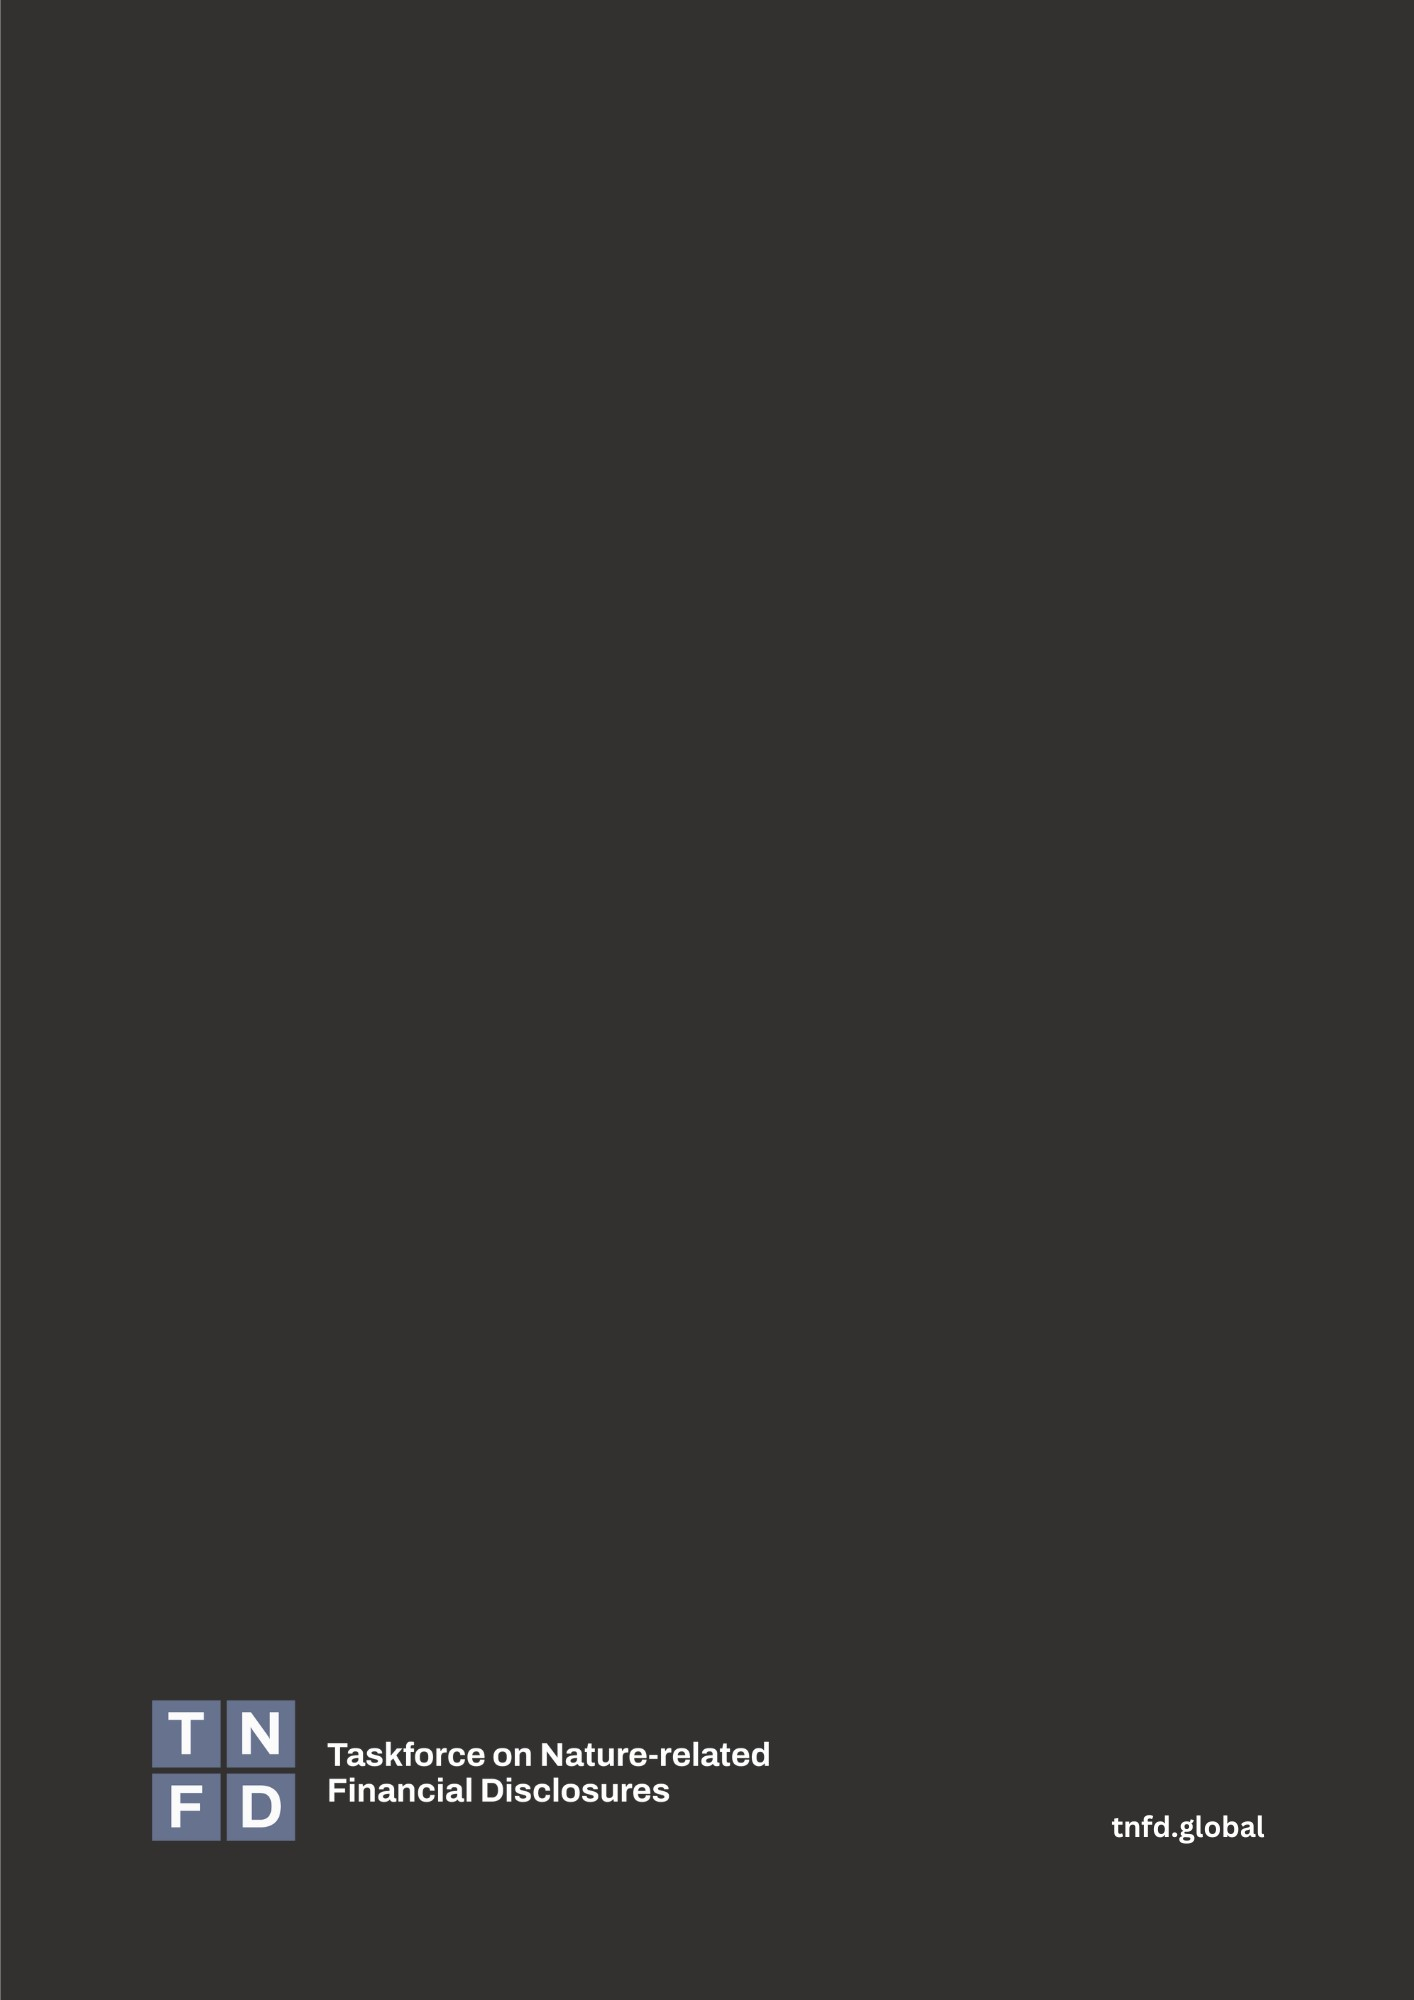 T N
F D
Taskforce on Nature-related
Financial Disclosures
tnfd.global